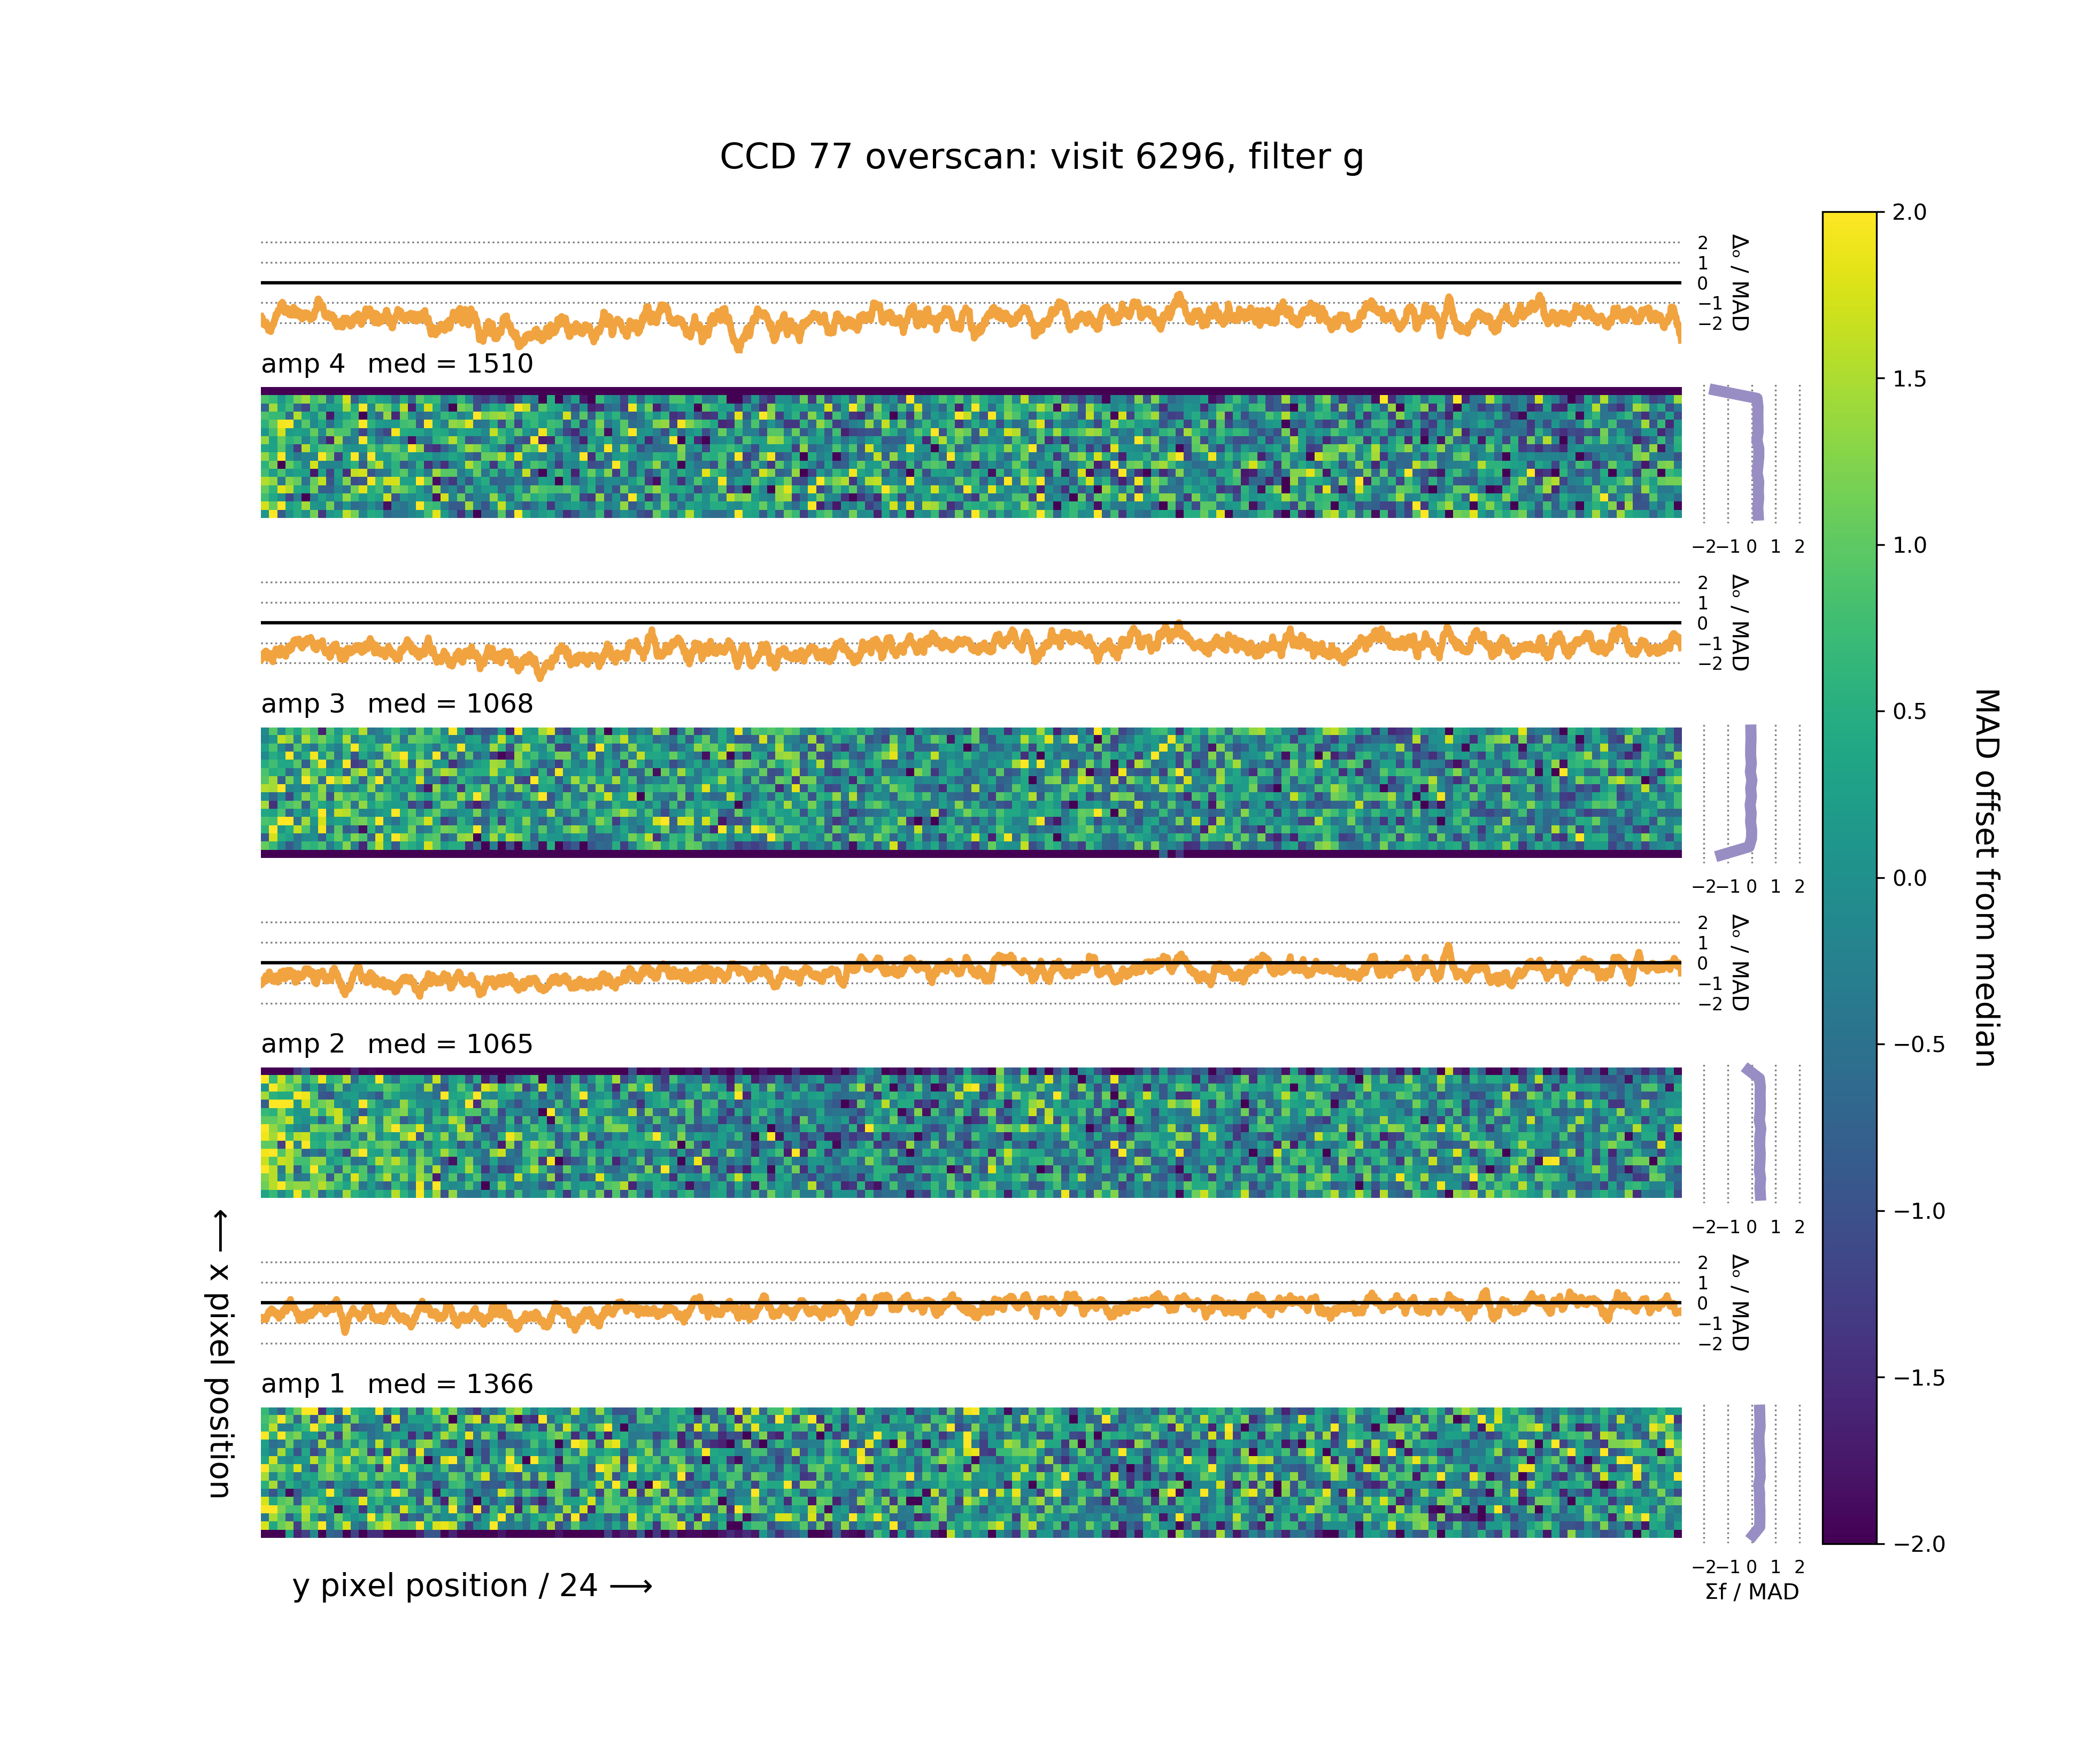 CCD 77 overscan: visit 6296, filter g
2
1
0
−1
−2
Δₒ / MAD
amp 4 med = 1510
−2 −1 0 1 2
2
1
0
−1
−2
Δₒ / MAD
amp 3 med = 1068
−2 −1 0 1 2
2
1
0
−1
−2
Δₒ / MAD
amp 2 med = 1065
−2 −1 0 1 2
2
1
0
−1
−2
Δₒ / MAD
amp 1 med = 1366
−2 −1 0 1 2
Σf / MAD
y pixel position / 24 ⟶
⟵ x pixel position
2.0
1.5
1.0
0.5
0.0
−0.5
−1.0
−1.5
−2.0
MAD offset from median